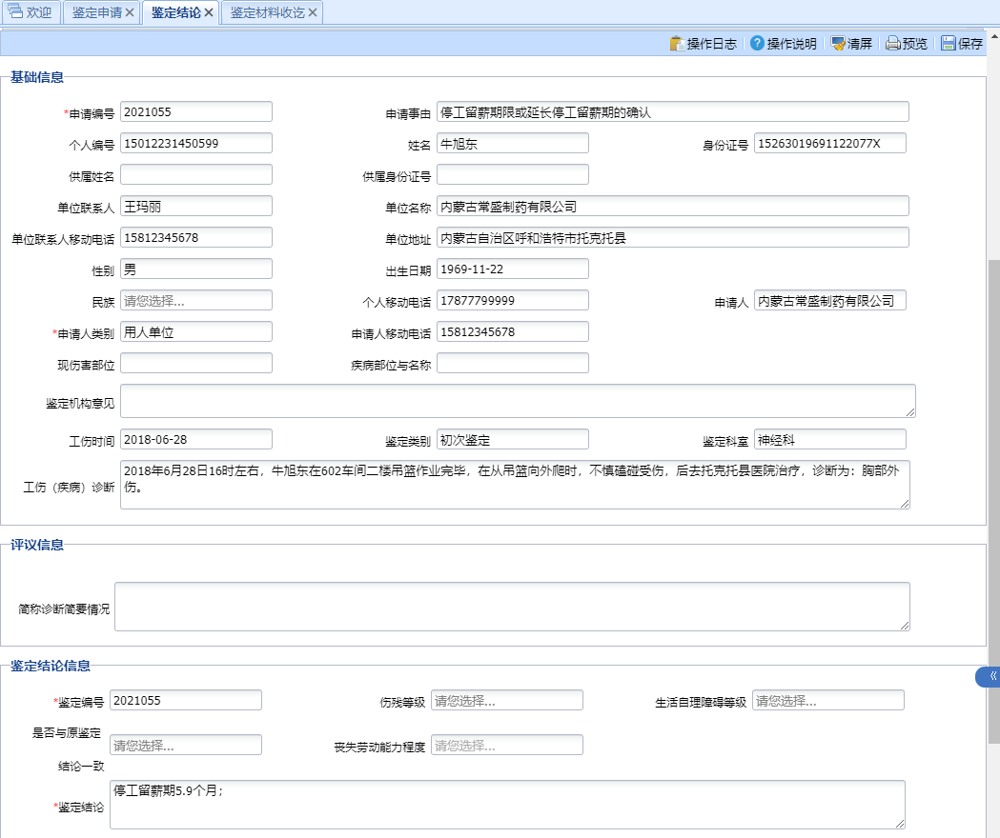 欢迎 鉴定申请 鉴定结论 鉴定材料收讫
操作日志 操作说明 清屏 预览 保存
基础信息
*申请编号 2021055 申请事由 停工留薪期限或延长停工留薪期的确认
个人编号 15012231450599 姓名 牛旭东 身份证号 15263019691122077X
供属姓名 供属身份证号
单位联系人 王玛丽 单位名称 内蒙古常盛制药有限公司
单位联系人移动电话 15812345678 单位地址 内蒙古自治区呼和浩特市托克托县
性别 男 出生日期 1969-11-22
民族 请您选择... 个人移动电话 17877799999 申请人 内蒙古常盛制药有限公司
*申请人类别 用人单位 申请人移动电话 15812345678
现伤害部位 疾病部位与名称
鉴定机构意见
工伤时间 2018-06-28 鉴定类别 初次鉴定 鉴定科室 神经科
工伤（疾病）诊断 2018年6月28日16时左右，牛旭东在602车间二楼吊篮作业完毕，在从吊篮向外爬时，不慎磕碰受伤，后去托克托县医院治疗，诊断为：胸部外
伤。
评议信息
简称诊断简要情况
鉴定结论信息
*鉴定编号 2021055 伤残等级 请您选择... 生活自理障碍等级 请您选择...
是否与原鉴定
结论一致 请您选择... 丧失劳动能力程度 请您选择...
*鉴定结论 停工留薪期5.9个月；